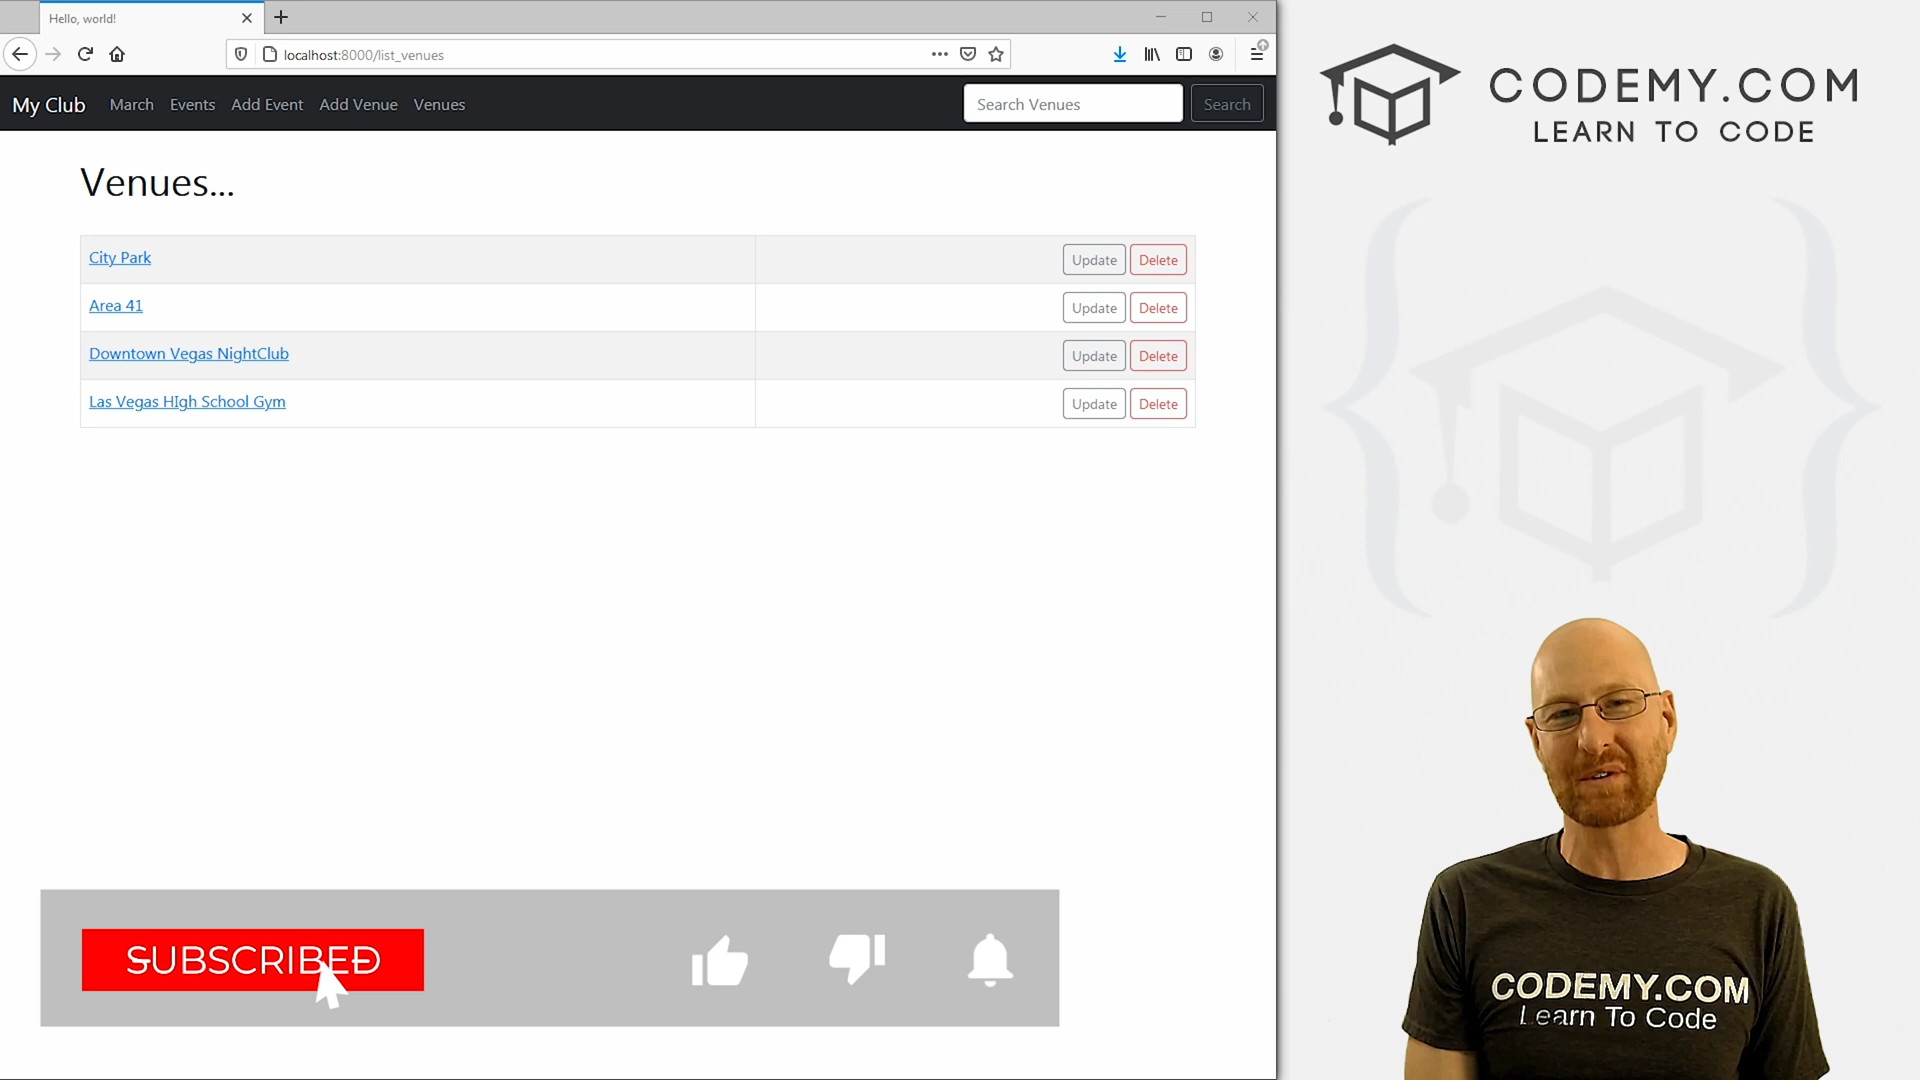 Hello, world!
localhost:8000/list_venues
My Club March Events Add Event Add Venue Venues Search Venues Search
Venues...
City Park Update Delete
Area 41 Update Delete
Downtown Vegas NightClub Update Delete
Las Vegas HIgh School Gym Update Delete
SUBSCRIBED
CODEMY.COM
LEARN TO CODE
CODEMY.COM
Learn To Code